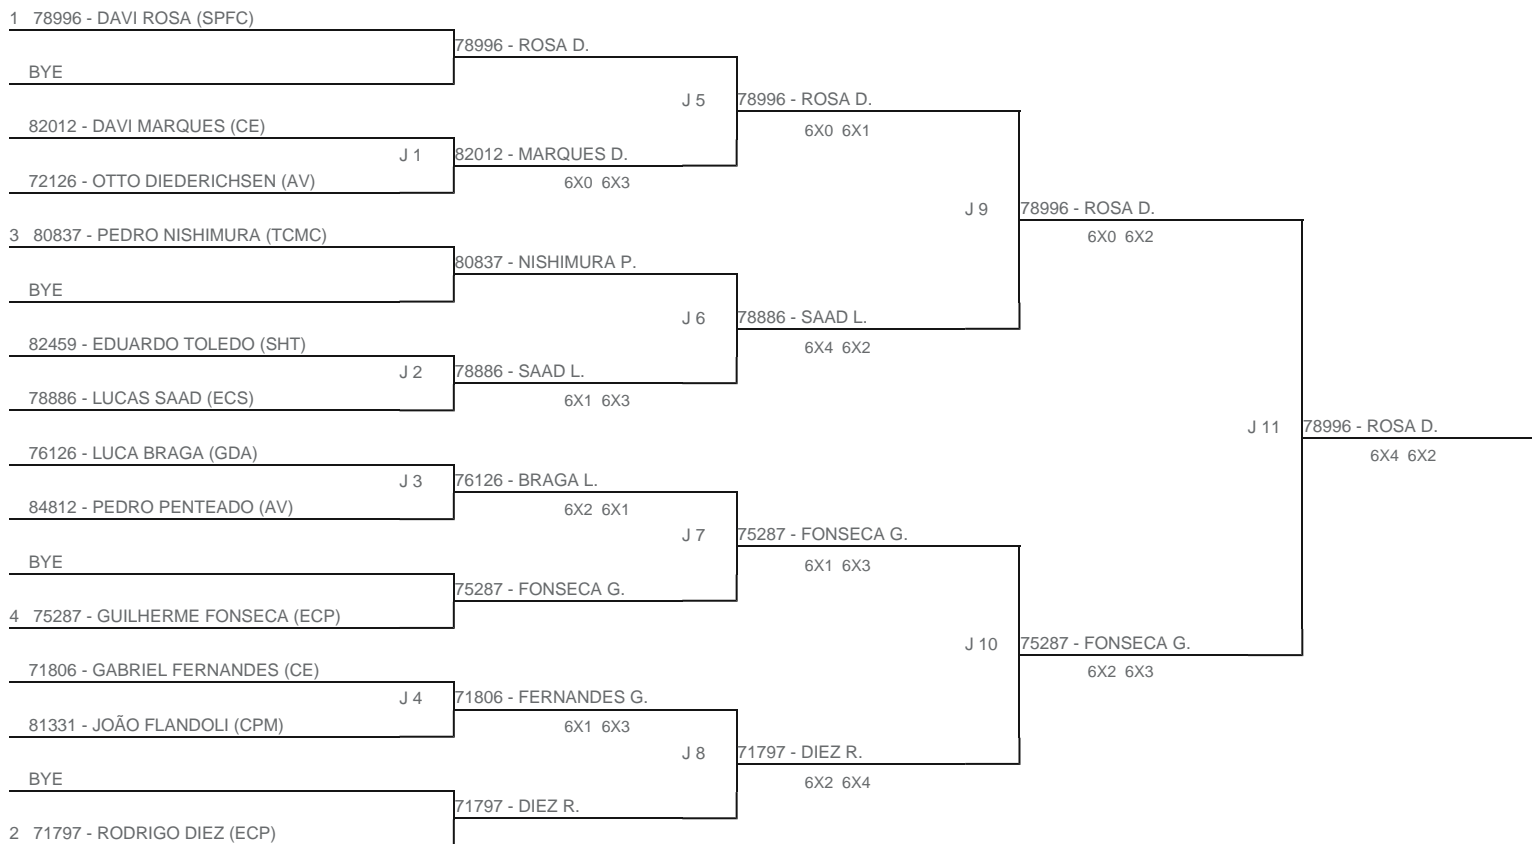 1 78996 - DAVI ROSA (SPFC)
78996 - ROSA D.
BYE
J 5
78996 - ROSA D.
82012 - DAVI MARQUES (CE)
6X0 6X1
J 1
82012 - MARQUES D.
72126 - OTTO DIEDERICHSEN (AV)
6X0 6X3
J 9
78996 - ROSA D.
3 80837 - PEDRO NISHIMURA (TCMC)
6X0 6X2
80837 - NISHIMURA P.
BYE
J 6
78886 - SAAD L.
82459 - EDUARDO TOLEDO (SHT)
6X4 6X2
J 2
78886 - SAAD L.
78886 - LUCAS SAAD (ECS)
6X1 6X3
J 11
78996 - ROSA D.
76126 - LUCA BRAGA (GDA)
6X4 6X2
J 3
76126 - BRAGA L.
84812 - PEDRO PENTEADO (AV)
6X2 6X1
J 7
75287 - FONSECA G.
BYE
6X1 6X3
75287 - FONSECA G.
4 75287 - GUILHERME FONSECA (ECP)
J 10
75287 - FONSECA G.
71806 - GABRIEL FERNANDES (CE)
6X2 6X3
J 4
71806 - FERNANDES G.
81331 - JOÃO FLANDOLI (CPM)
6X1 6X3
J 8
71797 - DIEZ R.
BYE
6X2 6X4
71797 - DIEZ R.
2 71797 - RODRIGO DIEZ (ECP)